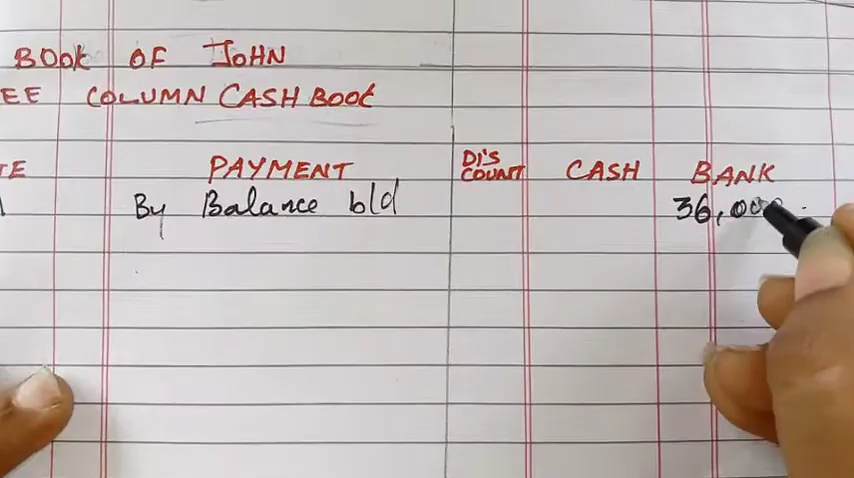 BOOK OF JOHN
EE COLUMN CASH BOOK
TE PAYMENT DIS COUNT CASH BANK
By Balance b/d 36,000